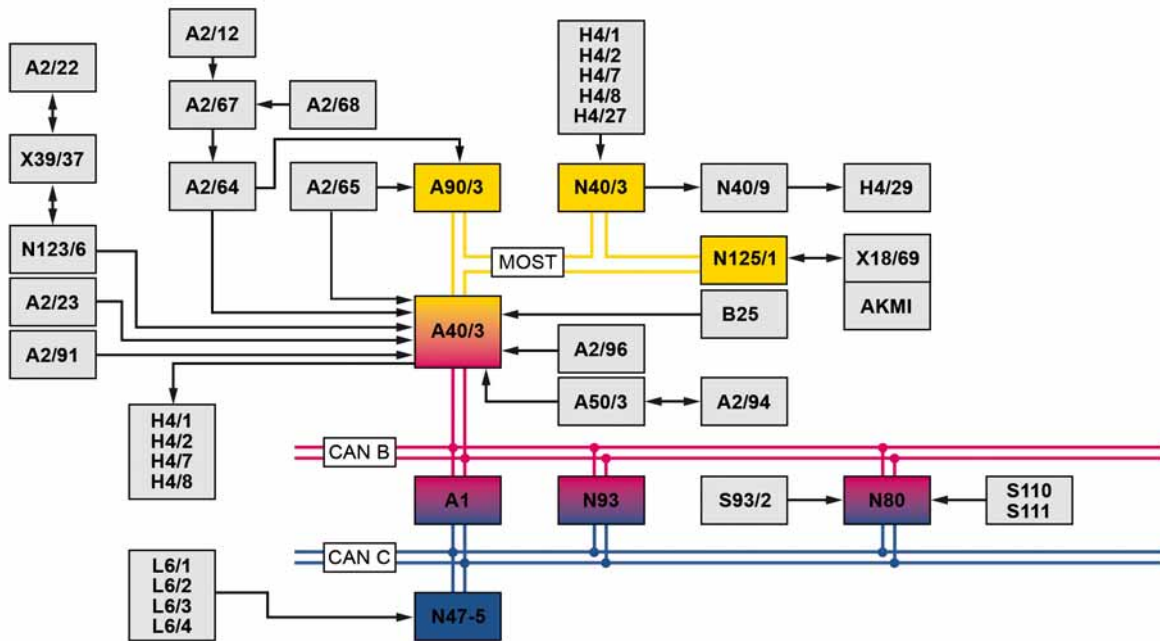 A2/12
H4/1
H4/2
H4/7
H4/8
H4/27
A2/22
A2/67
A2/68
X39/37
A2/64
A2/65
A90/3
N40/3
N40/9
H4/29
N123/6
MOST
N125/1
X18/69
AKMI
A2/23
A40/3
B25
A2/91
A2/96
A50/3
A2/94
H4/1
H4/2
H4/7
H4/8
CAN B
A1
N93
S93/2
N80
S110
S111
CAN C
L6/1
L6/2
L6/3
L6/4
N47-5